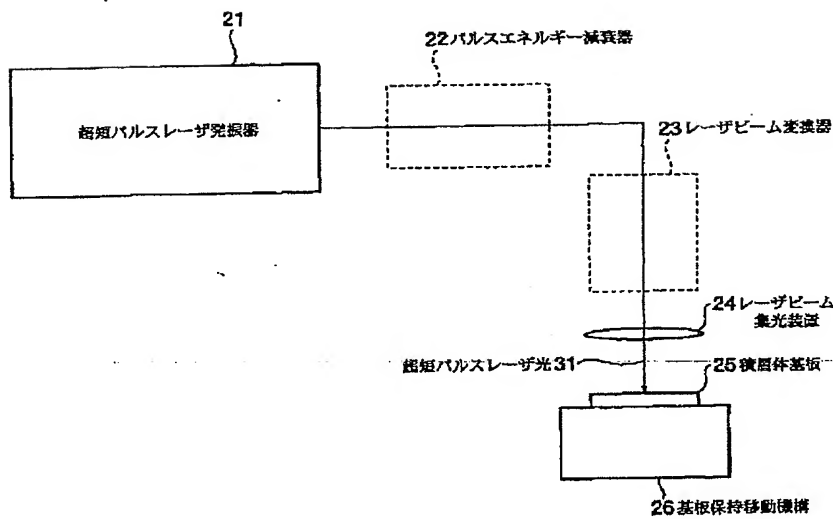 21
22パルスエネルギー減衰器
超短パルスレーザ発振器
23レーザビーム変換器
24レーザビーム
集光装置
超短パルスレーザ光31
25積層体基板
26基板保持移動機構